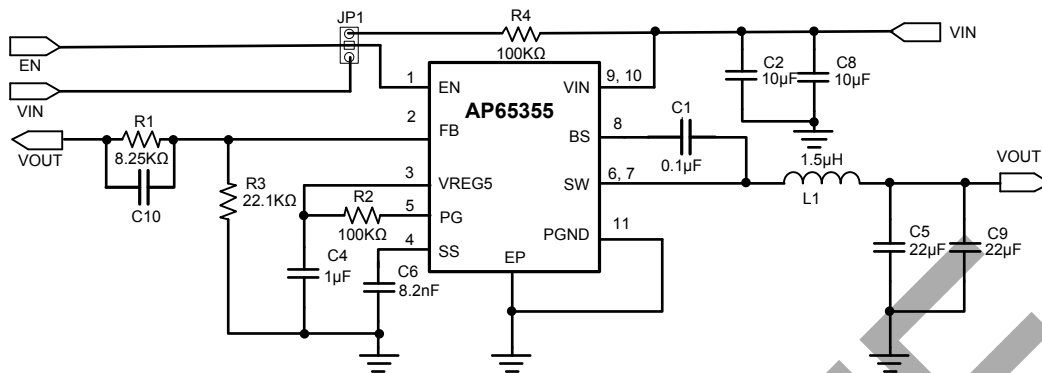 JP1
R4
100KΩ
EN
VIN
VIN
C2
10µF
C8
10µF
1
EN
AP65355
VIN
9, 10
VOUT
R1
8.25KΩ
C10
2
FB
BS
8
C1
0.1µF
R3
22.1KΩ
3
VREG5
SW
6, 7
1.5µH
L1
VOUT
R2
100KΩ
5
PG
4
SS
PGND
11
EP
C4
1µF
C6
8.2nF
C5
22µF
C9
22µF